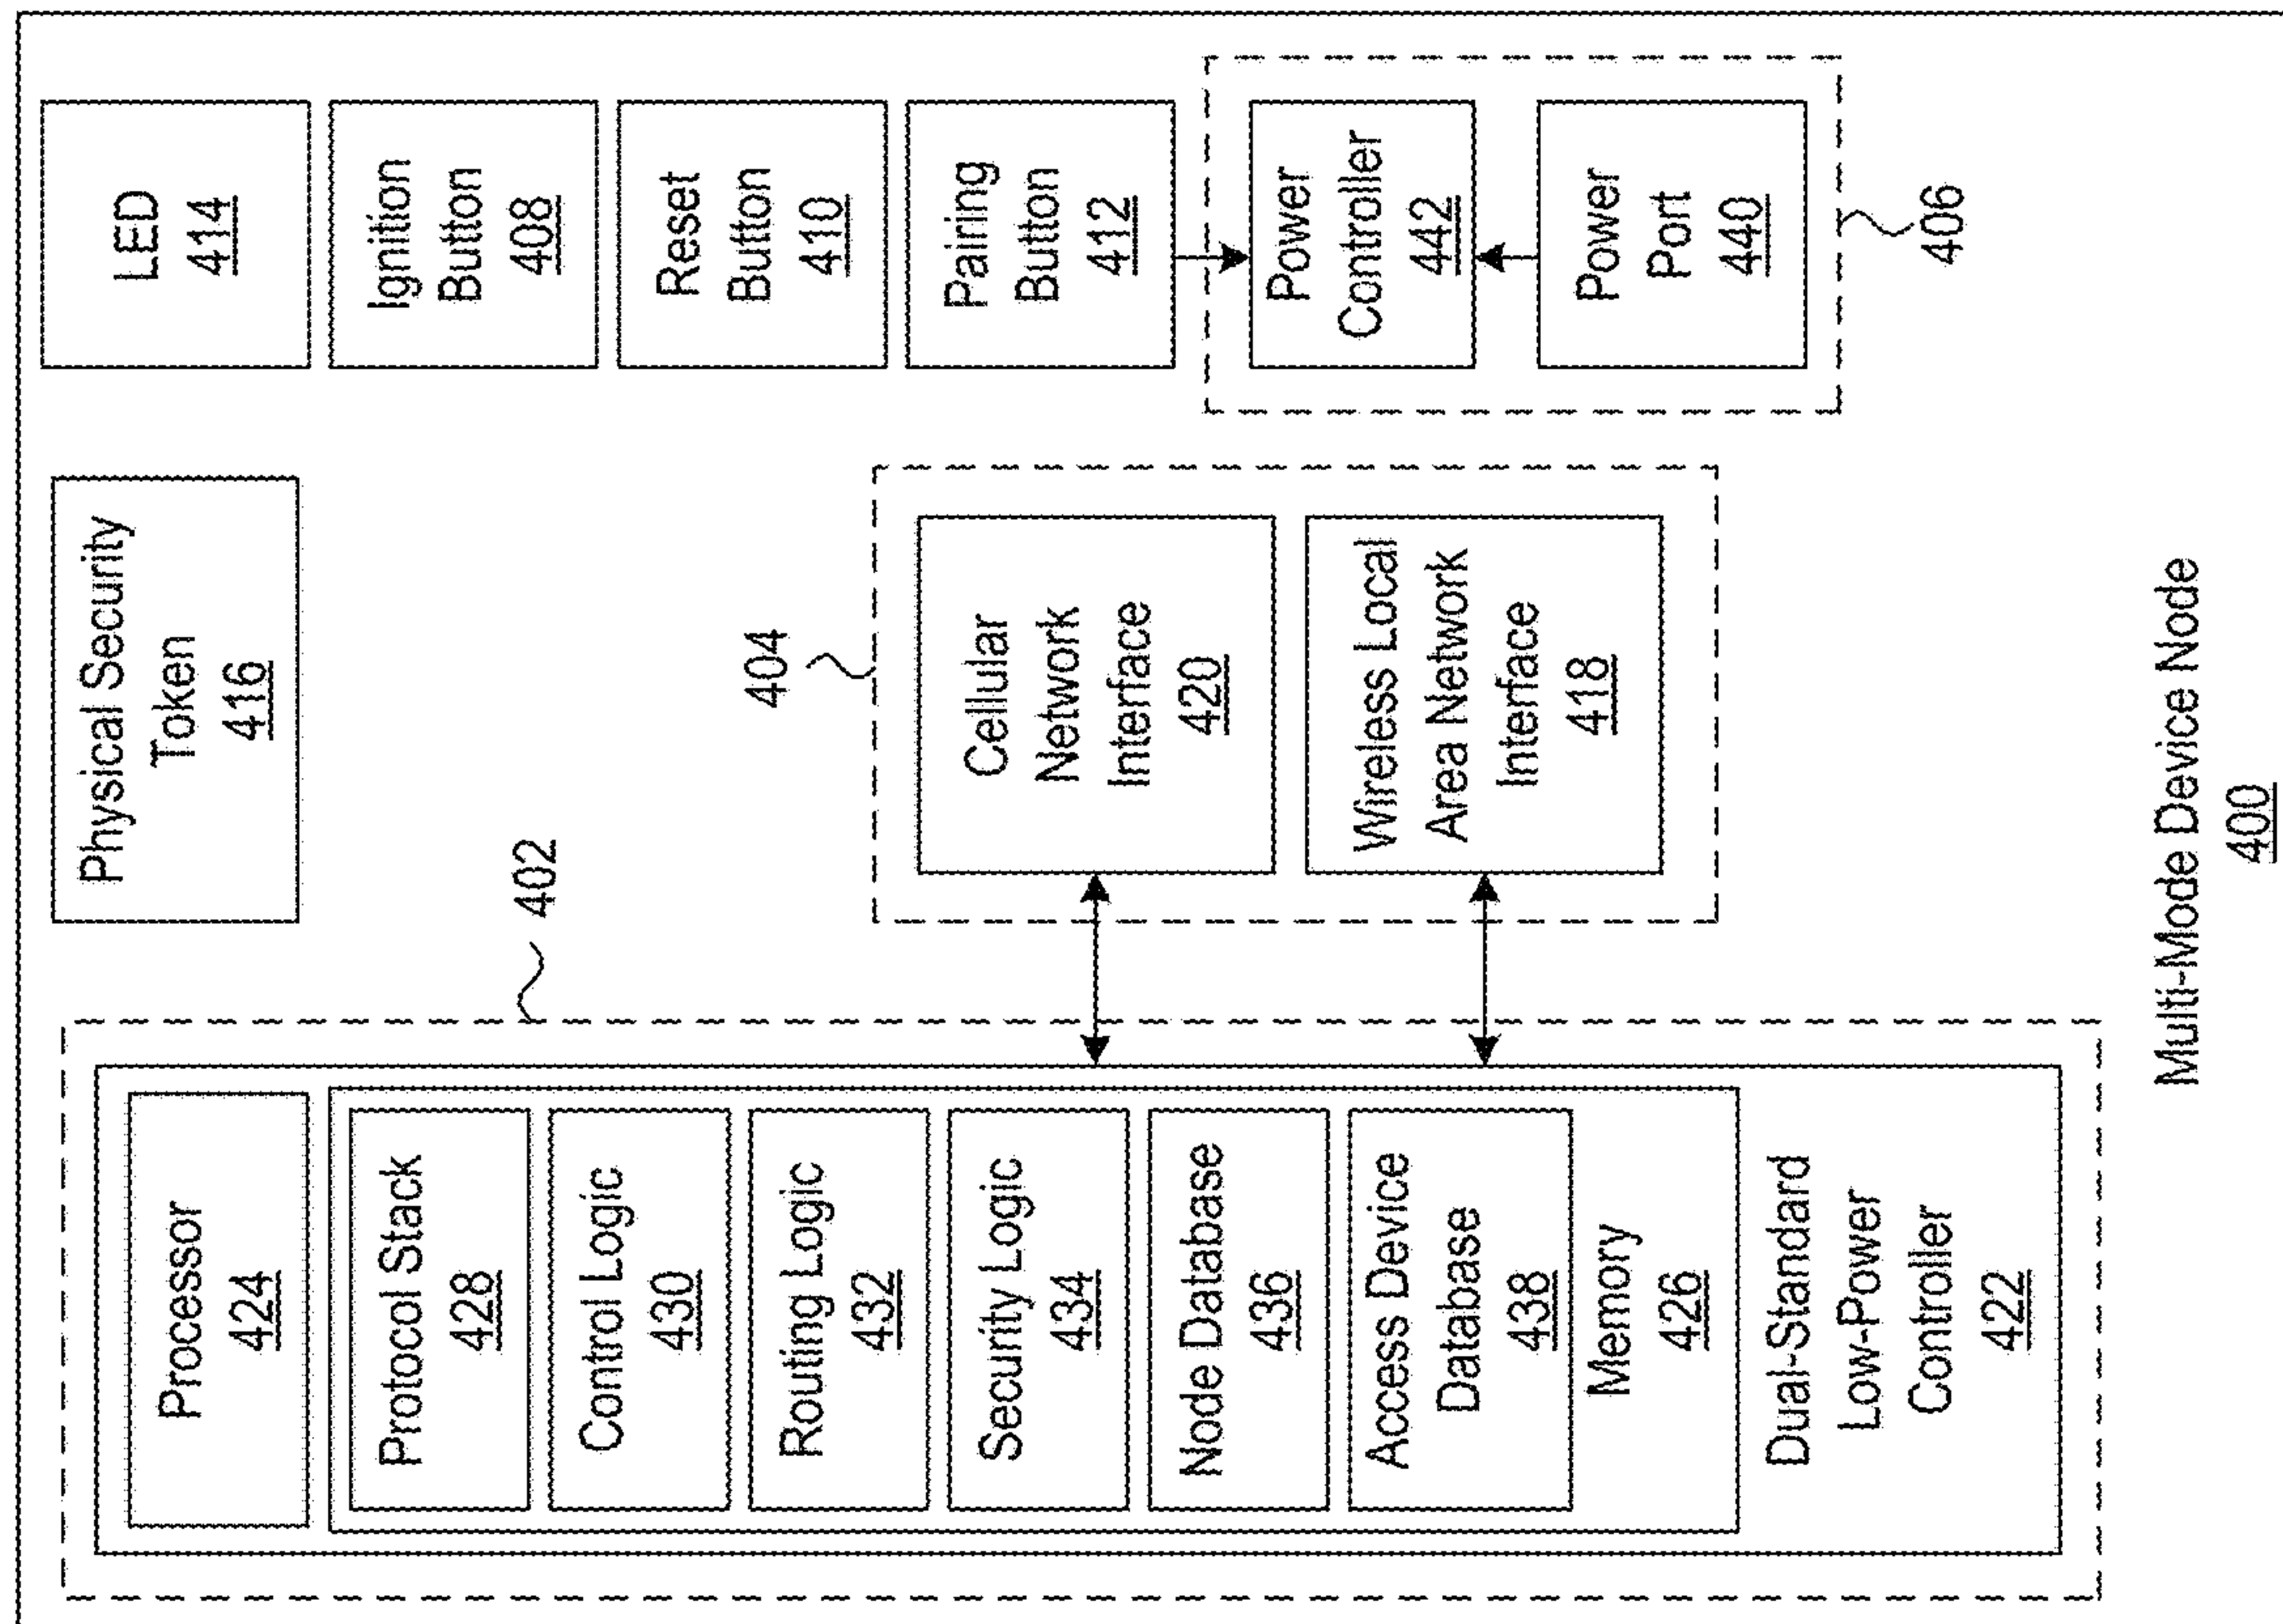 402
Processor
424
Protocol Stack
428
Control Logic
430
Routing Logic
432
Security Logic
434
Node Database
436
Access Device
Database
438
Memory
426
Dual-Standard
Low-Power
Controller
422
Physical Security
Token
416
404
Cellular
Network
Interface
420
Wireless Local
Area Network
Interface
418
LED
414
Ignition
Button
408
Reset
Button
410
Pairing
Button
412
Power
Controller
442
Power
Port
440
406
Multi-Mode Device Node
400